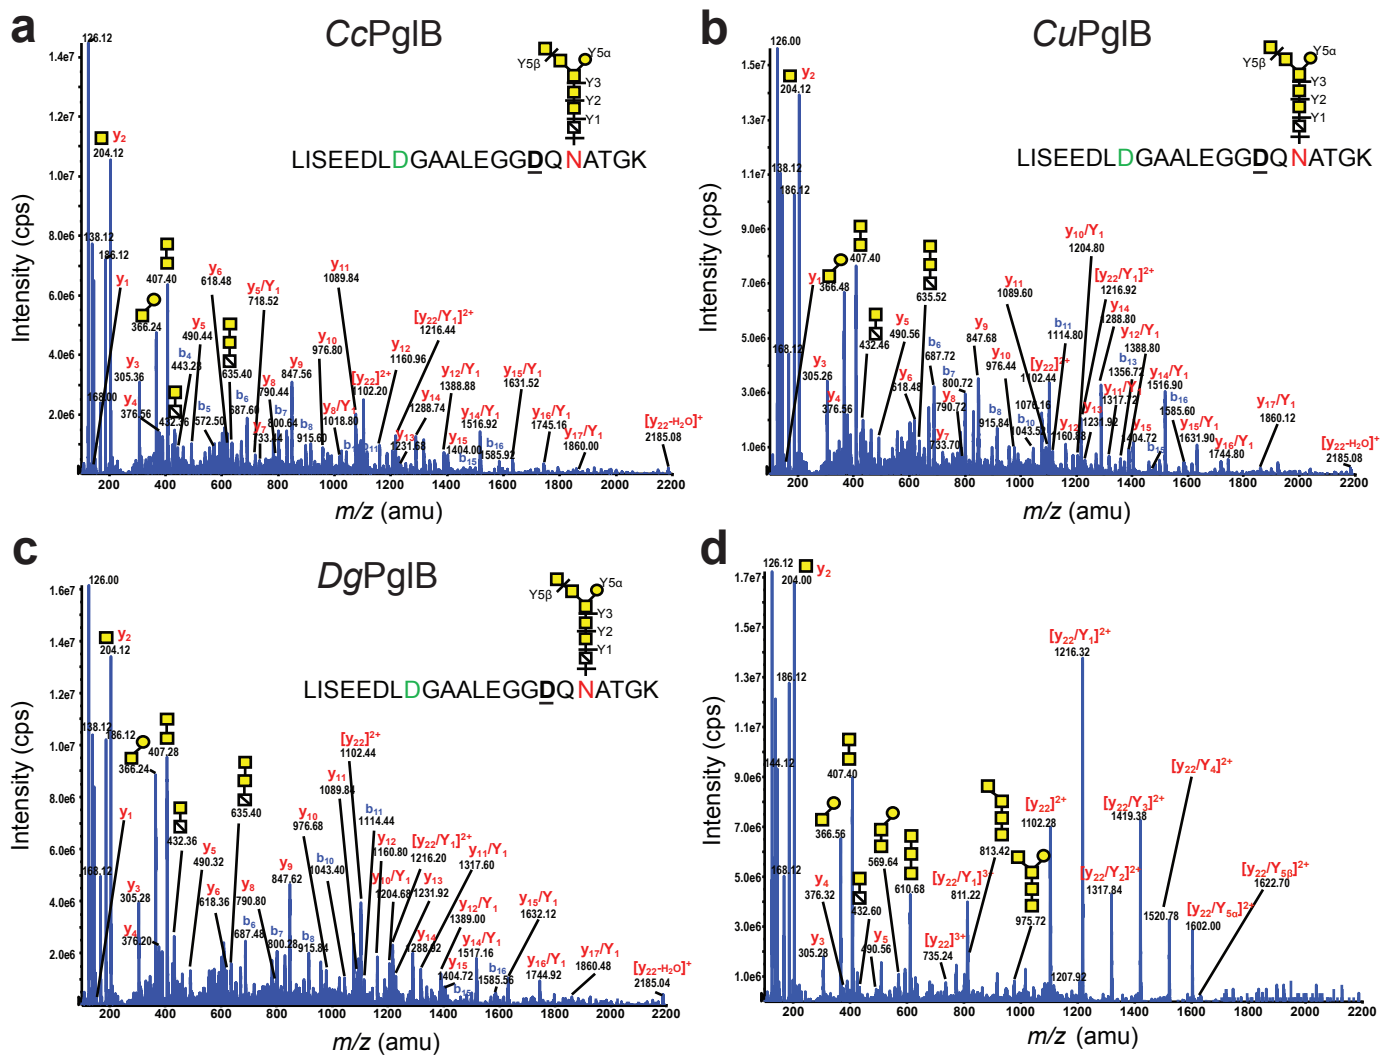 a
CcPglB
Intensity (cps)
1.4e7
1.2e7
1.0e7
8.0e6
6.0e6
4.0e6
2.0e6
126.12
y2
204.12
138.12
186.12
168.00
y1
366.24
407.40
y3
305.36
y4
376.56
432.36
b4
y5
490.44
b5
572.50
y6
618.48
635.40
b6
687.60
y5/Y1
718.52
y7
733.44
y8
790.44
b7
800.64
y9
847.56
b8
915.60
y10
976.80
y8/Y1
1018.80
y11
1089.84
[y22]2+
1102.20
y12
1160.96
[y22/Y1]2+
1216.44
y13
1231.68
y14
1288.74
y12/Y1
1388.88
y15
1404.00
y14/Y1
1516.92
b15
b16
1585.92
y15/Y1
1631.52
y16/Y1
1745.16
y17/Y1
1860.00
[y22-H2O]+
2185.08
Y5β
Y5α
Y3
Y2
Y1
LISEEDLDGAALEGGDQNATGK
200 400 600 800 1000 1200 1400 1600 1800 2000 2200
m/z (amu)
b
CuPglB
Intensity (cps)
1.5e7
1.3e7
1.1e7
9.0e6
7.0e6
5.0e6
3.0e6
1.0e6
126.00
y2
204.12
138.12
186.12
168.12
y1
366.48
407.40
y3
305.26
y4
376.56
432.46
y5
490.56
y6
618.48
635.52
b6
687.72
y7
733.70
y8
790.72
b7
800.72
y9
847.68
b8
915.84
y10
976.44
b10
1043.52
1076.16
y11
1089.60
[y22]2+
1102.44
b11
1114.80
y12
1160.88
y10/Y1
1204.80
[y22/Y1]2+
1216.92
y13
1231.92
y14
1288.80
y11/Y1
1317.72
b13
1356.72
y12/Y1
1388.80
y15
1404.72
y14/Y1
1516.90
b15
b16
1585.60
y15/Y1
1631.90
y16/Y1
1744.80
y17/Y1
1860.12
[y22-H2O]+
2185.08
Y5β
Y5α
Y3
Y2
Y1
LISEEDLDGAALEGGDQNATGK
200 400 600 800 1000 1200 1400 1600 1800 2000 2200
m/z (amu)
c
DgPglB
Intensity (cps)
1.6e7
1.4e7
1.2e7
1.0e7
8.0e6
6.0e6
4.0e6
2.0e6
126.00
y2
204.12
138.12
186.12
168.12
y1
366.24
407.28
y3
305.28
y4
376.20
432.36
y5
490.32
y6
618.36
635.40
b6
687.48
y8
790.80
b7
800.28
y9
847.62
b8
915.84
y10
976.68
b10
1043.40
y11
1089.84
[y22]2+
1102.44
b11
1114.44
y12
1160.80
y10/Y1
1204.68
[y22/Y1]2+
1216.20
y13
1231.92
y14
1288.92
y11/Y1
1317.60
y12/Y1
1389.00
y15
1404.72
y14/Y1
1517.16
b15
b16
1585.56
y15/Y1
1632.12
y16/Y1
1744.92
y17/Y1
1860.48
[y22-H2O]+
2185.04
Y5β
Y5α
Y3
Y2
Y1
LISEEDLDGAALEGGDQNATGK
200 400 600 800 1000 1200 1400 1600 1800 2000 2200
m/z (amu)
d
Intensity (cps)
1.7e7
1.5e7
1.3e7
1.1e7
9.0e6
7.0e6
5.0e6
3.0e6
1.0e6
126.12
y2
204.00
186.12
144.12
168.12
366.56
407.40
y3
305.28
y4
376.32
432.60
y5
490.56
569.64
610.68
[y22]3+
735.24
[y22/Y1]3+
811.22
813.42
975.72
[y22]2+
1102.28
1207.92
[y22/Y1]2+
1216.32
[y22/Y2]2+
1317.84
[y22/Y3]2+
1419.38
[y22/Y4]2+
1520.78
[y22/Y5α]2+
1602.00
[y22/Y5β]2+
1622.70
200 400 600 800 1000 1200 1400 1600 1800 2000 2200
m/z (amu)